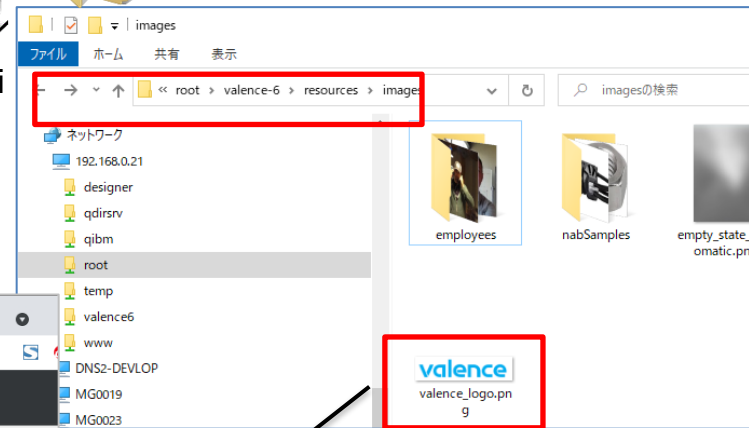 images
ファイル ホーム 共有 表示
« root › valence-6 › resources › images
imagesの検索
ネットワーク
192.168.0.21
designer
qdirsrv
qibm
root
temp
valence6
www
DNS2-DEVLOP
MG0019
MG0023
employees
nabSamples
empty_state_
omatic.pn
valence
valence_logo.pn
g